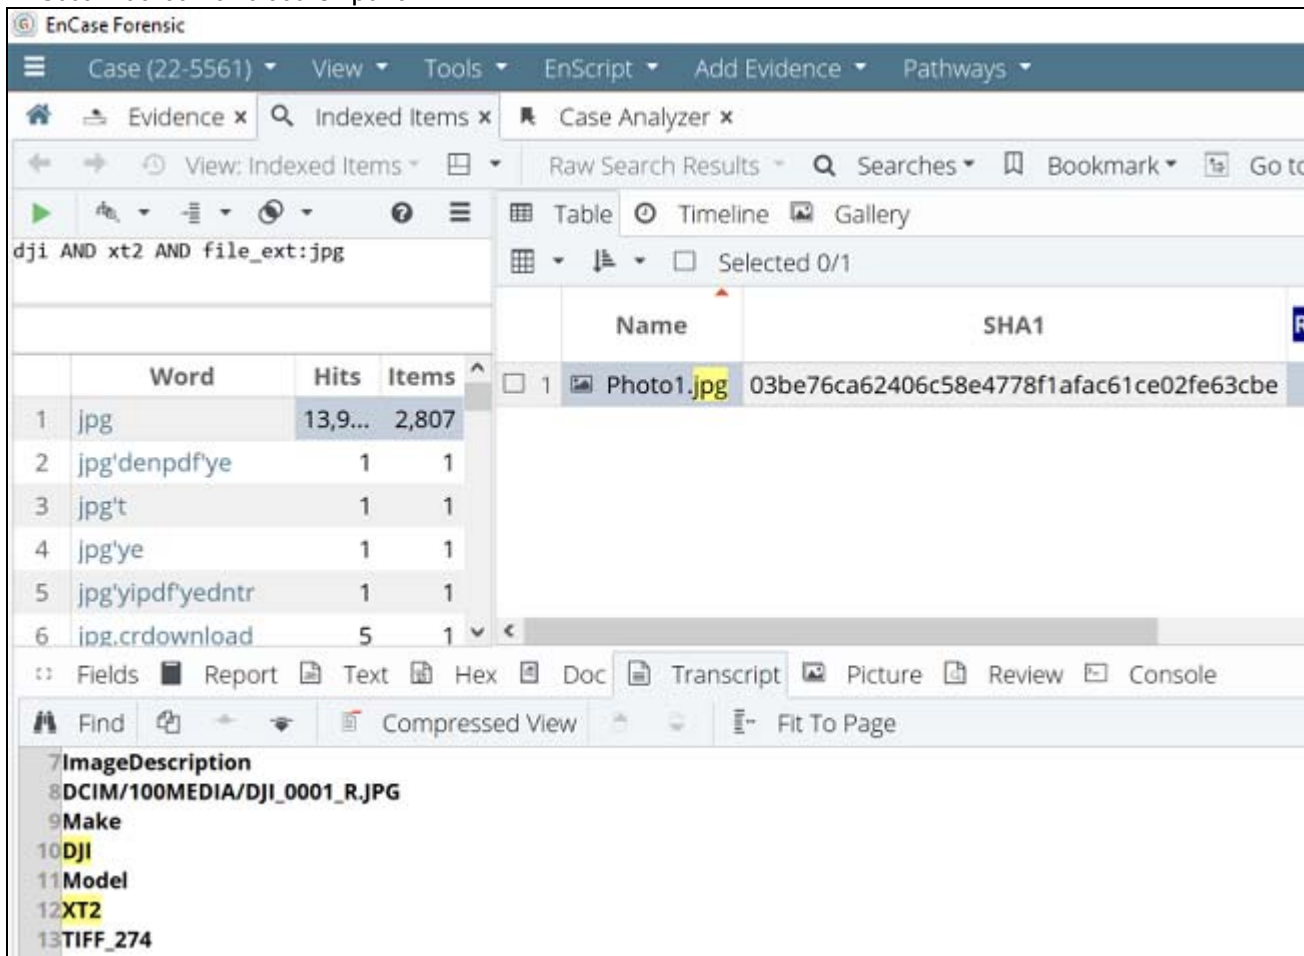 EnCase Forensic
Case (22-5561) View Tools EnScript Add Evidence Pathways
Evidence x Indexed Items x Case Analyzer x
View: Indexed Items Raw Search Results Searches Bookmark Go to
Table Timeline Gallery
dji AND xt2 AND file_ext:jpg
Selected 0/1
Name SHA1
Word Hits Items
1 Photo1.jpg 03be76ca62406c58e4778f1afac61ce02fe63cbe
1 jpg 13,9... 2,807
2 jpg'denpdf'ye 1 1
3 jpg't 1 1
4 jpg'ye 1 1
5 jpg'yipdf'yedntr 1 1
6 jpg.crdownload 5 1
Fields Report Text Hex Doc Transcript Picture Review Console
Find Compressed View Fit To Page
7 ImageDescription
8 DCIM/100MEDIA/DJI_0001_R.JPG
9 Make
10 DJI
11 Model
12 XT2
13 TIFF_274